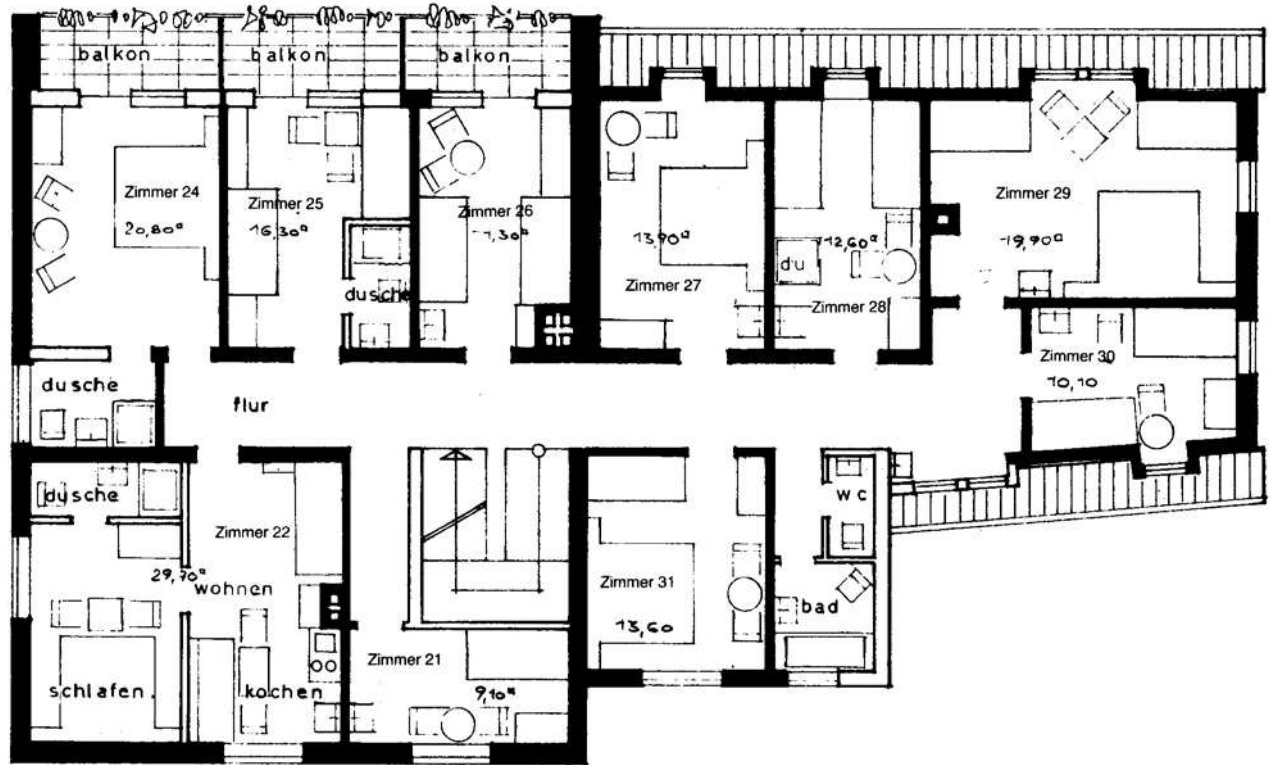 balkon
balkon
balkon
Zimmer 24
20,80
Zimmer 25
16,30
Zimmer 26
Zimmer 27
13,90
Zimmer 28
12,60
du
Zimmer 29
19,90
dusche
Zimmer 30
10,10
dusche
flur
dusche
Zimmer 22
29,70
wohnen
schlafen
kochen
Zimmer 21
9,10
Zimmer 31
13,60
wc
bad